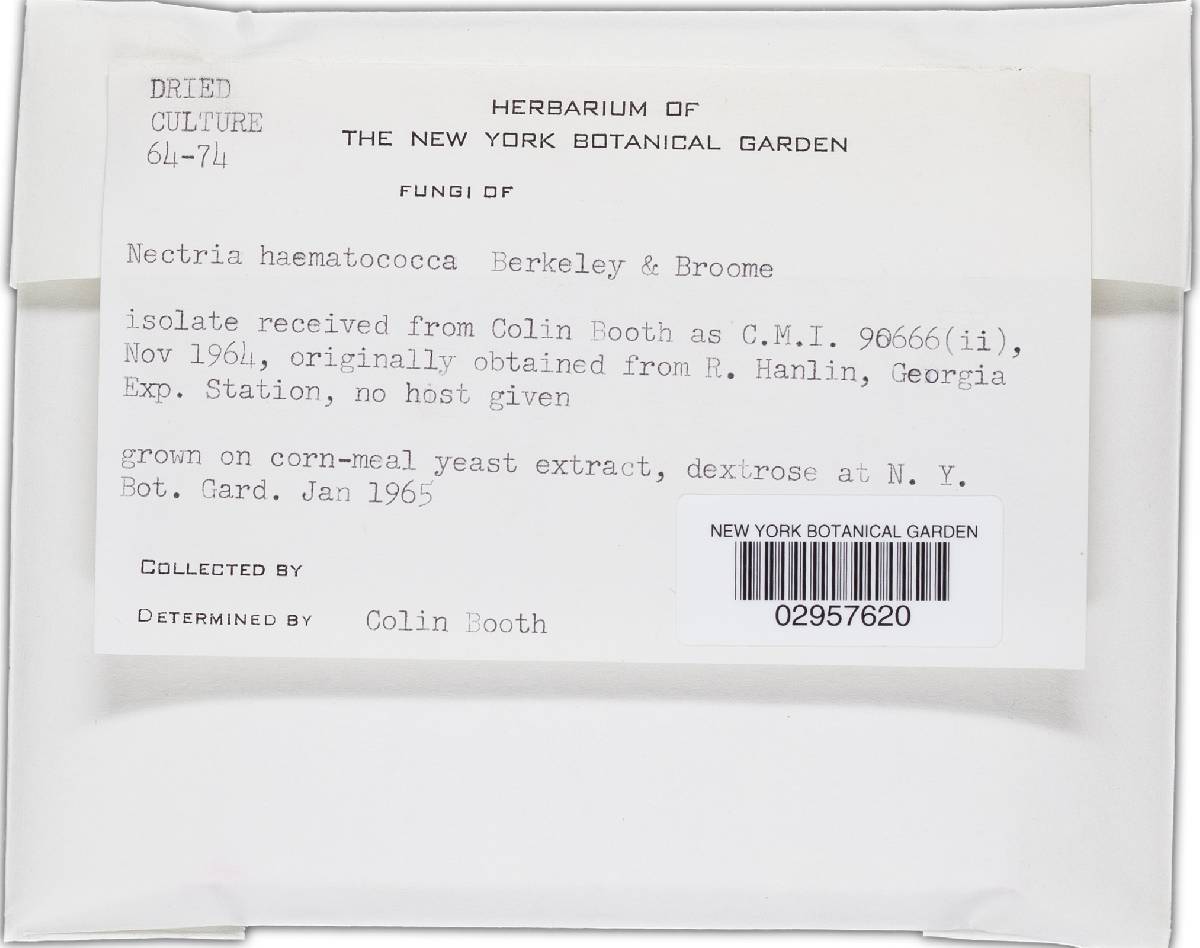 DRIED
CULTURE
64-74
HERBARIUM OF
THE NEW YORK BOTANICAL GARDEN
FUNGI OF
Nectria haematococca Berkeley & Broome
isolate received from Colin Booth as C.M.I. 90666(ii),
Nov 1964, originally obtained from R. Hanlin, Georgia
Exp. Station, no host given
grown on corn-meal yeast extract, dextrose at N. Y.
Bot. Gard. Jan 1965
NEW YORK BOTANICAL GARDEN
02957620
COLLECTED BY
DETERMINED BY Colin Booth